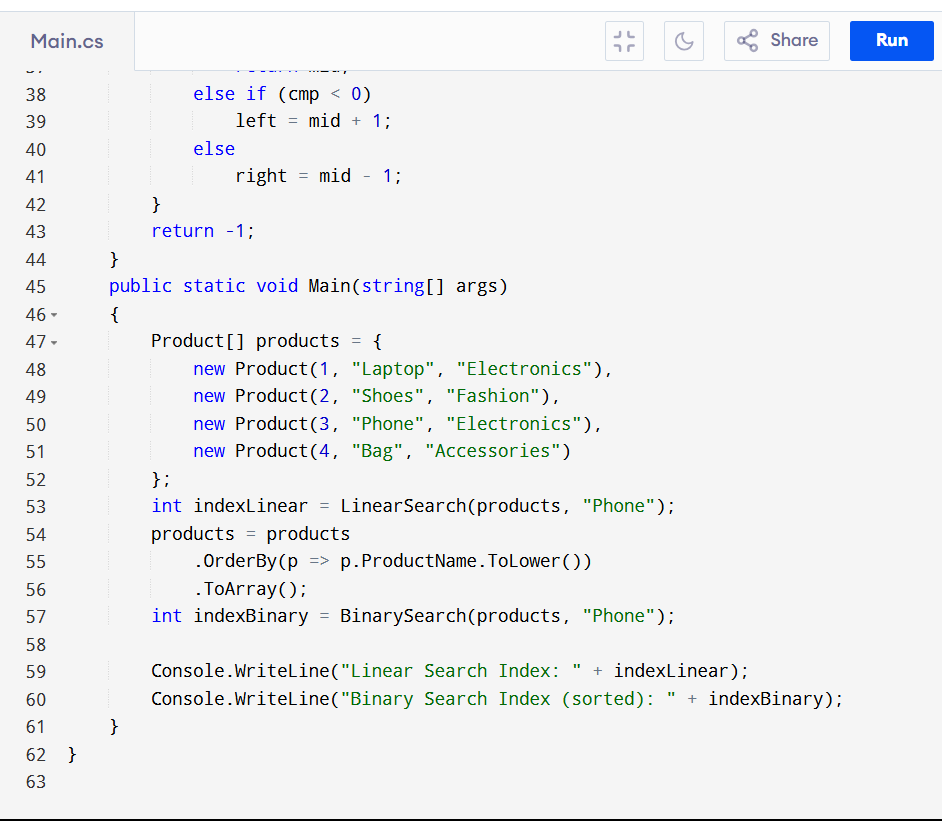 Main.cs
Share
Run
38 else if (cmp < 0)
39 left = mid + 1;
40 else
41 right = mid - 1;
42 }
43 return -1;
44 }
45 public static void Main(string[] args)
46 {
47 Product[] products = {
48 new Product(1, "Laptop", "Electronics"),
49 new Product(2, "Shoes", "Fashion"),
50 new Product(3, "Phone", "Electronics"),
51 new Product(4, "Bag", "Accessories")
52 };
53 int indexLinear = LinearSearch(products, "Phone");
54 products = products
55 .OrderBy(p => p.ProductName.ToLower())
56 .ToArray();
57 int indexBinary = BinarySearch(products, "Phone");
58
59 Console.WriteLine("Linear Search Index: " + indexLinear);
60 Console.WriteLine("Binary Search Index (sorted): " + indexBinary);
61 }
62 }
63